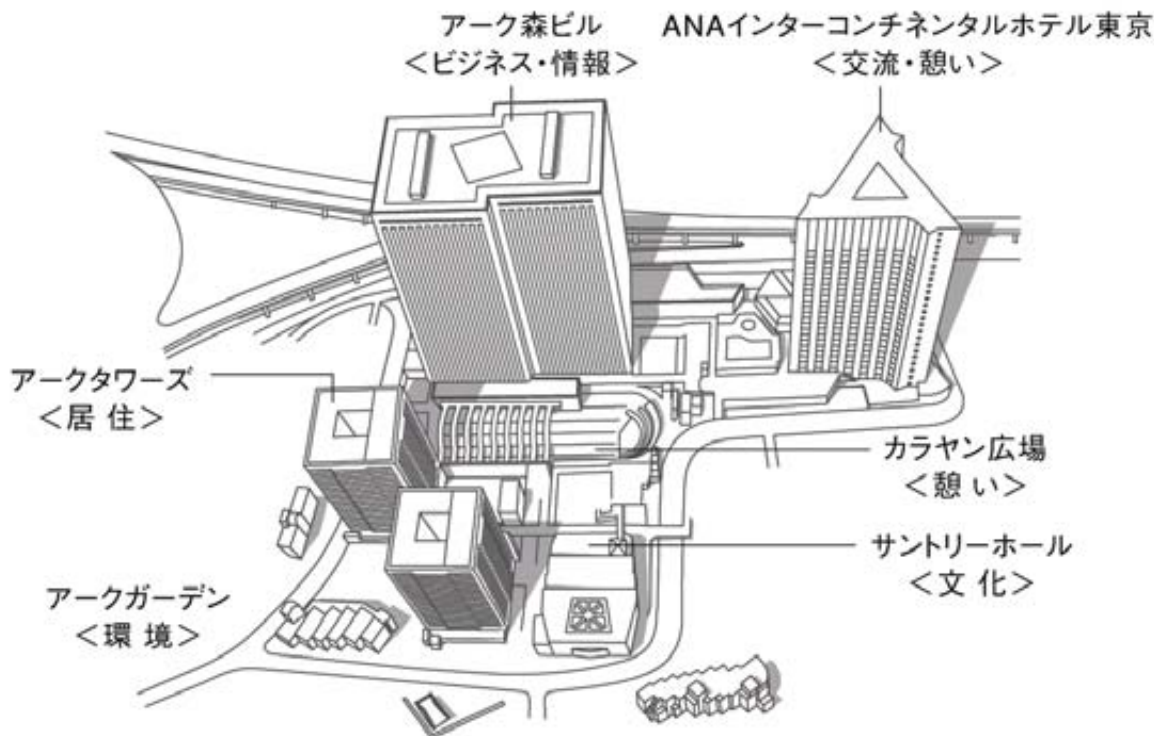 アーク森ビル
＜ビジネス・情報＞
ANAインターコンチネンタルホテル東京
＜交流・憩い＞
アークタワーズ
＜居 住＞
カラヤン広場
＜憩 い＞
サントリーホール
＜文 化＞
アークガーデン
＜環 境＞